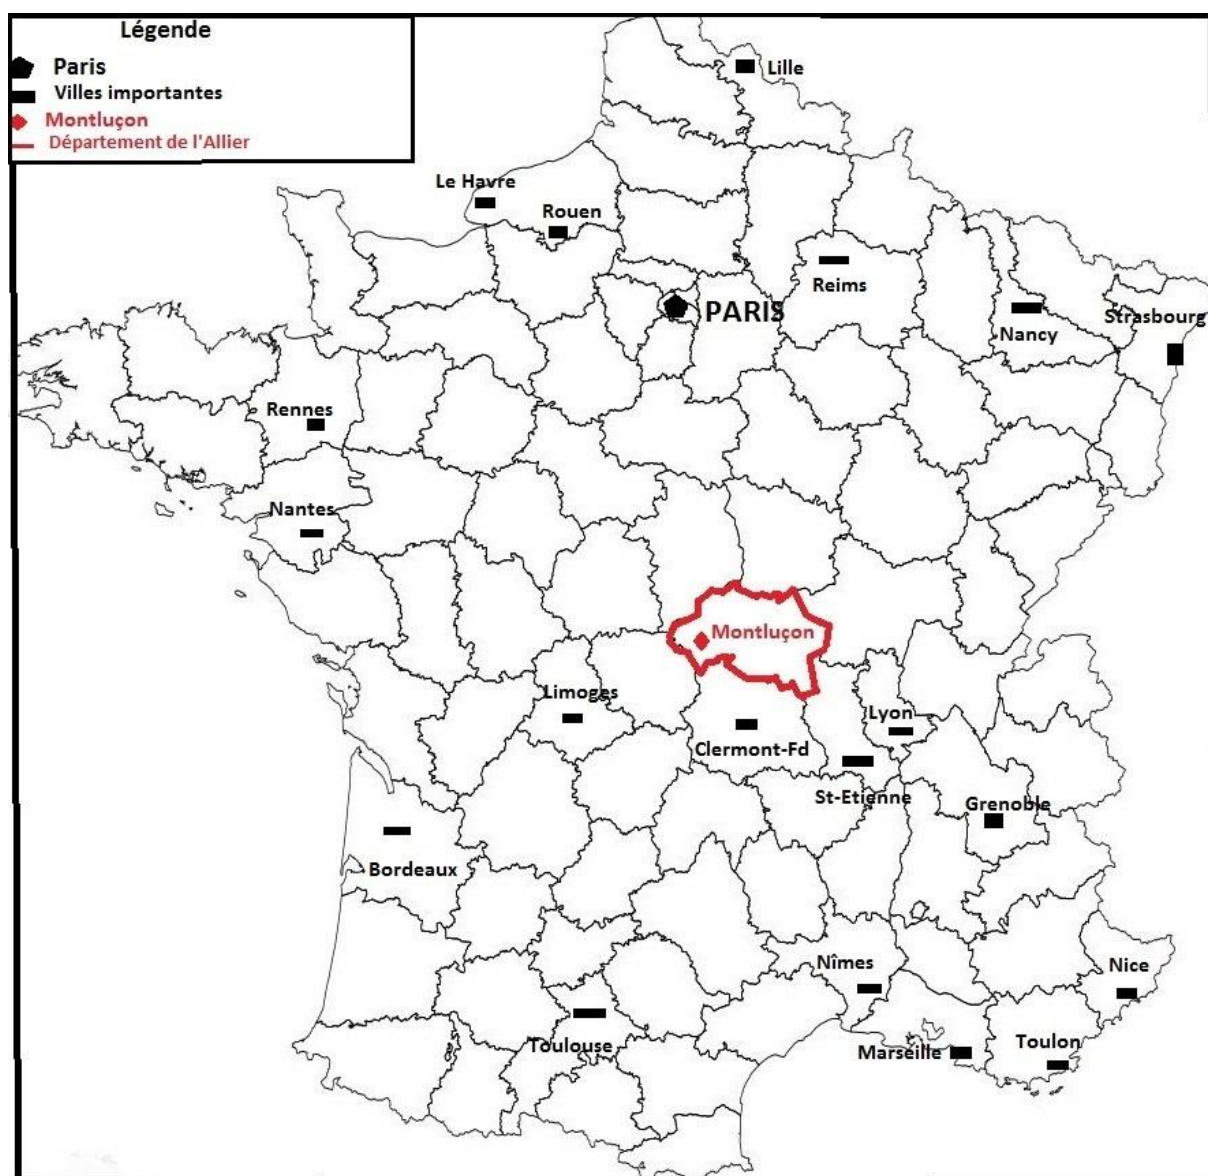 Légende
Paris
Villes importantes
Montluçon
Département de l'Allier
Lille
Le Havre
Rouen
Reims
PARIS
Nancy
Strasbourg
Rennes
Nantes
Montluçon
Limoges
Lyon
Clermont-Fd
St-Etienne
Grenoble
Bordeaux
Nîmes
Nice
Toulouse
Marseille
Toulon